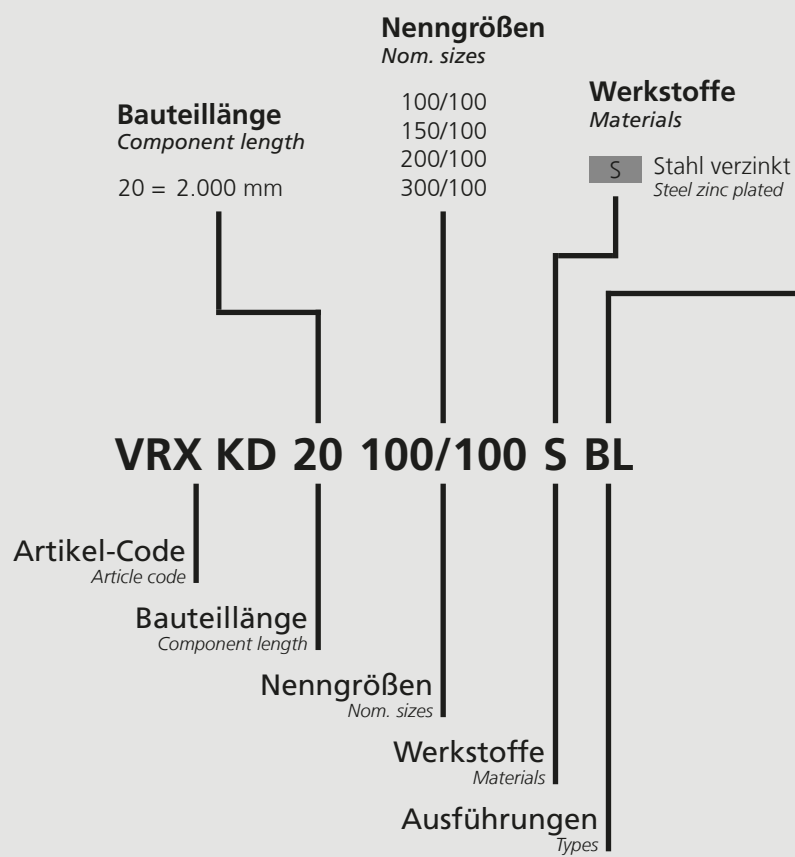 Nenngrößen
Nom. sizes
100/100
150/100
200/100
300/100
Bauteillänge
Component length
20 = 2.000 mm
Werkstoffe
Materials
S Stahl verzinkt
Steel zinc plated
VRX KD 20 100/100 S BL
Artikel-Code
Article code
Bauteillänge
Component length
Nenngrößen
Nom. sizes
Werkstoffe
Materials
Ausführungen
Types